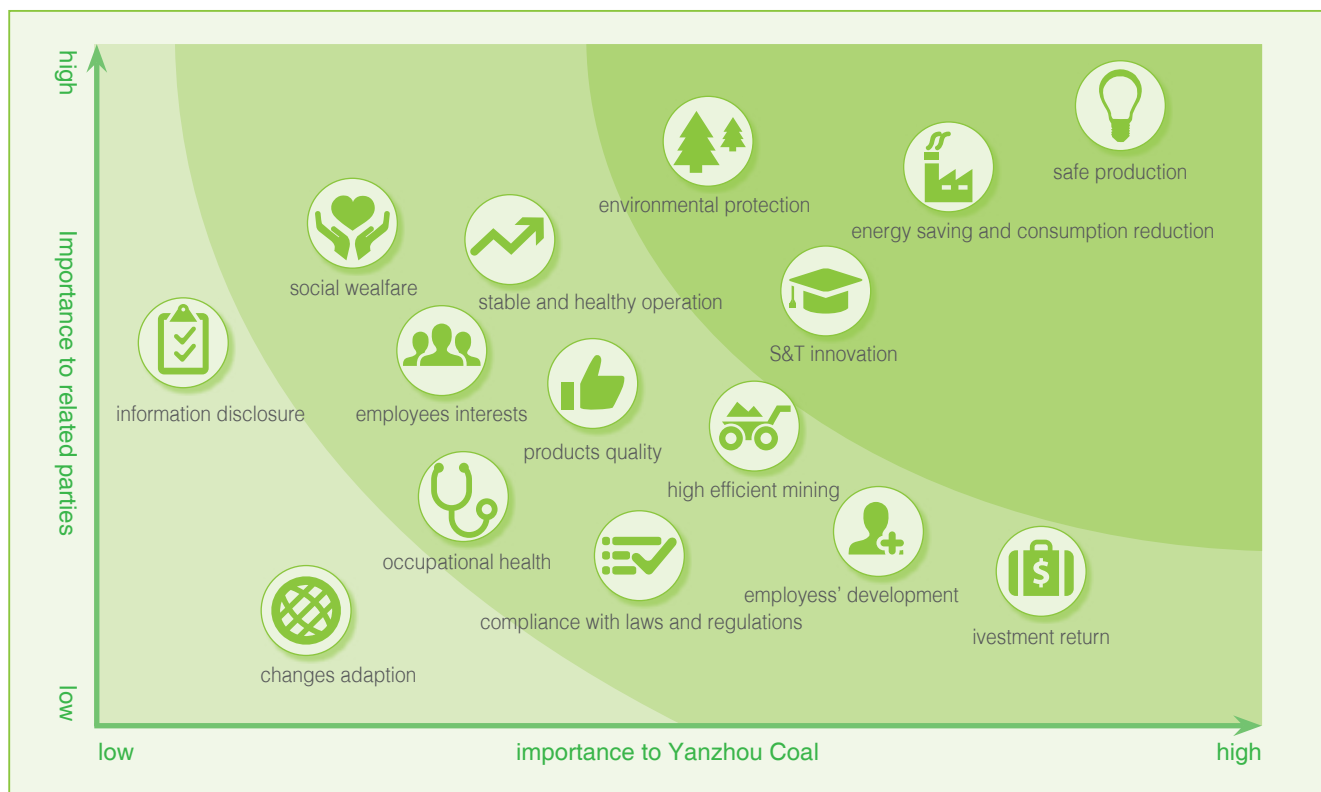 high
Importance to related parties
low
safe production
environmental protection
energy saving and consumption reduction
social wealfare
stable and healthy operation
S&T innovation
information disclosure
employees interests
products quality
high efficient mining
occupational health
employess' development
compliance with laws and regulations
ivestment return
changes adaption
$
low
importance to Yanzhou Coal
high